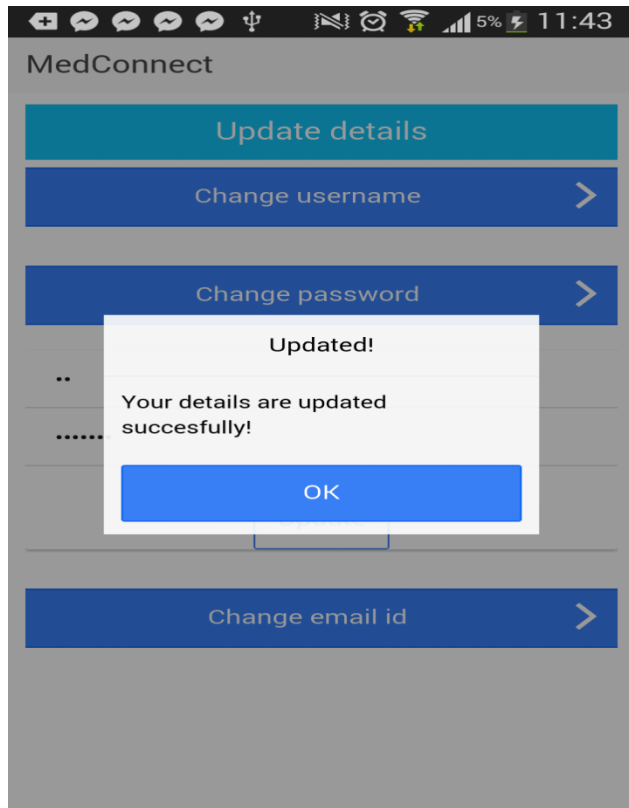 5% 11:43
MedConnect
Update details
Change username
Change password
Updated!
Your details are updated
succesfully!
OK
Update
Change email id